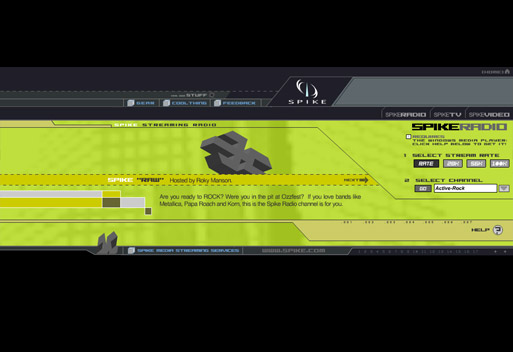 STUFF
GEAR
COOLTHING
FEEDBACK
SPIKE
SPIKERADIO
SPIKETV
SPIKEVIDEO
SPIKE STREAMING RADIO
SPIKERADIO
REQUIRES
THE WINDOWS MEDIA PLAYER.
CLICK HELP BELOW TO GET IT!
1 SELECT STREAM RATE
RATE 28K 56K 100K
2 SELECT CHANNEL
GO Active-Rock
SPIKE "RAW" Hosted by Roky Manson.
NEXT
Are you ready to ROCK? Were you in the pit at Ozzfest? If you love bands like
Metallica, Papa Roach and Korn, this is the Spike Radio channel for you.
HELP ?
SPIKE MEDIA STREAMING SERVICES
WWW.SPIKE.COM